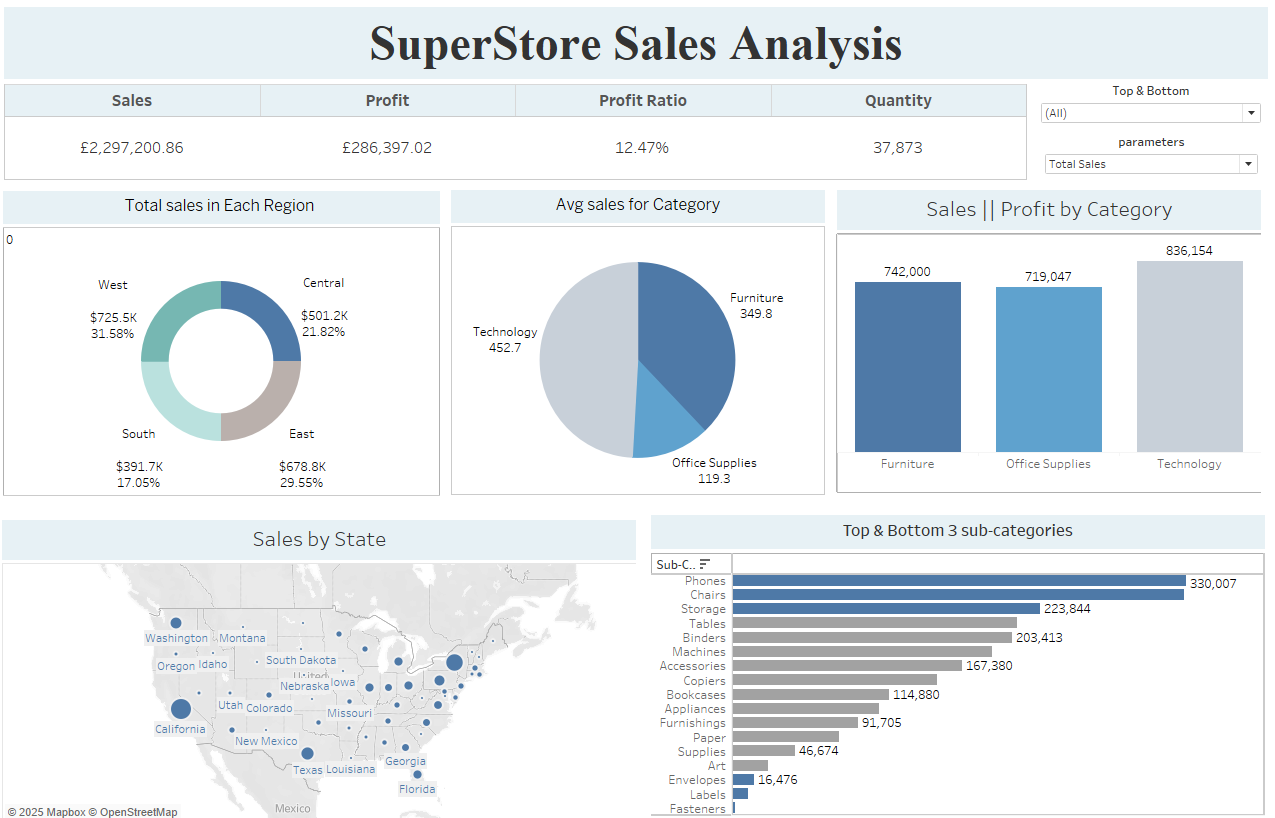 SuperStore Sales Analysis
Sales Profit Profit Ratio Quantity
£2,297,200.86 £286,397.02 12.47% 37,873
Top & Bottom
(All)
parameters
Total Sales
Total sales in Each Region
0
West
$725.5K
31.58%
Central
$501.2K
21.82%
South
$391.7K
17.05%
East
$678.8K
29.55%
Avg sales for Category
Furniture
349.8
Technology
452.7
Office Supplies
119.3
Sales || Profit by Category
742,000
719,047
836,154
Furniture
Office Supplies
Technology
Sales by State
Washington
Montana
Oregon
Idaho
South Dakota
United
Nebraska
Iowa
Utah
Colorado
Missouri
California
New Mexico
Texas
Louisiana
Georgia
Florida
Mexico
© 2025 Mapbox © OpenStreetMap
Top & Bottom 3 sub-categories
Sub-C..
Phones 330,007
Chairs
Storage 223,844
Tables
Binders 203,413
Machines
Accessories 167,380
Copiers
Bookcases 114,880
Appliances
Furnishings 91,705
Paper
Supplies 46,674
Art
Envelopes 16,476
Labels
Fasteners